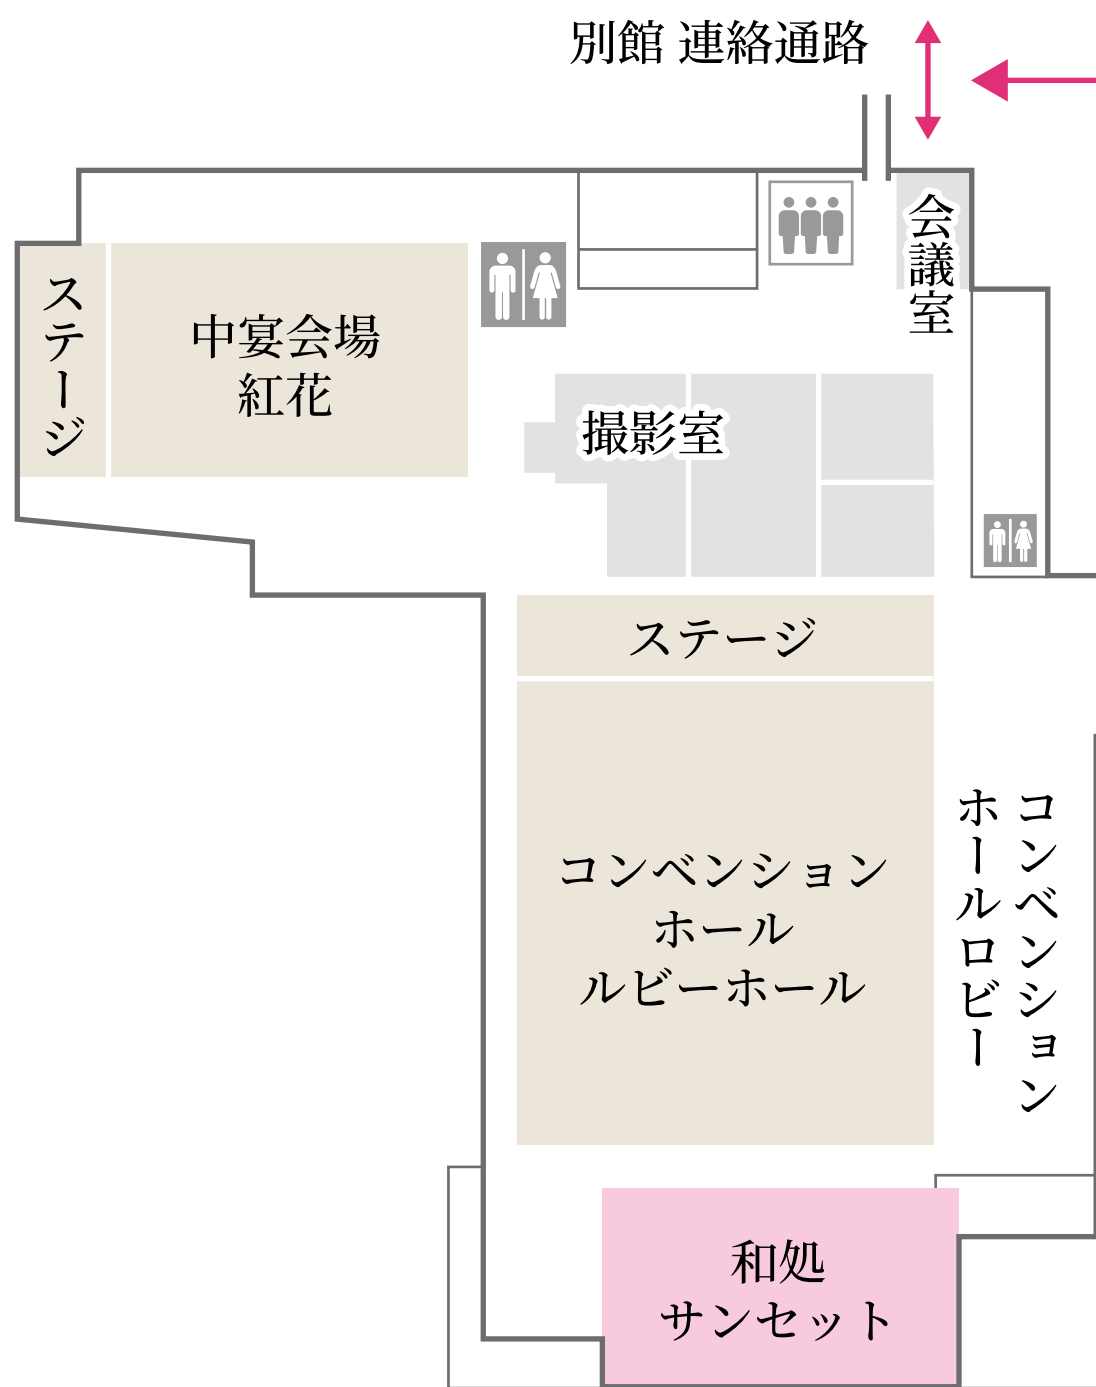 別館 連絡通路
会議室
ステージ
中宴会場
紅花
撮影室
ステージ
コンベンション
ホールロビー
コンベンション
ホール
ルビーホール
和処
サンセット